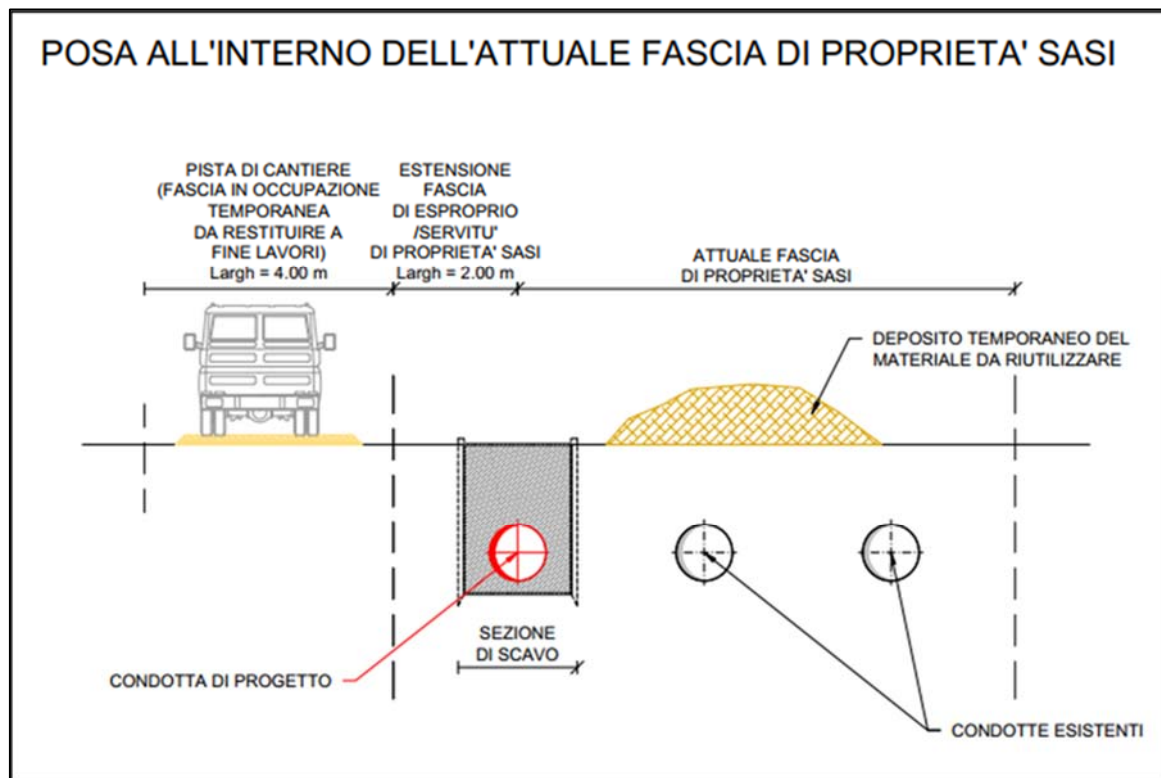 POSA ALL'INTERNO DELL'ATTUALE FASCIA DI PROPRIETA' SASI
PISTA DI CANTIERE
(FASCIA IN OCCUPAZIONE
TEMPORANEA
DA RESTITUIRE A
FINE LAVORI)
Largh = 4.00 m
ESTENSIONE
FASCIA
DI ESPROPRIO
/SERVITU'
DI PROPRIETA' SASI
Largh = 2.00 m
ATTUALE FASCIA
DI PROPRIETA' SASI
DEPOSITO TEMPORANEO DEL
MATERIALE DA RIUTILIZZARE
SEZIONE
DI SCAVO
CONDOTTA DI PROGETTO
CONDOTTE ESISTENTI